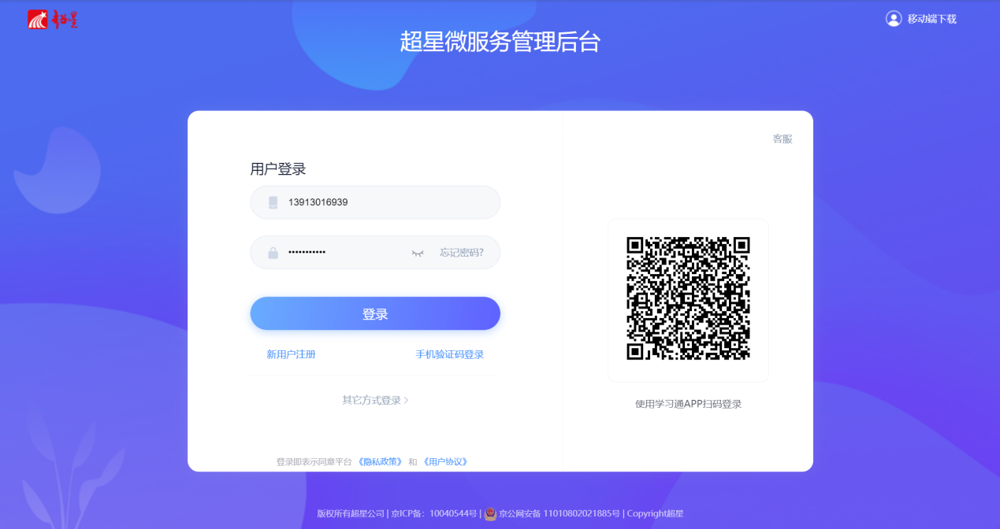 超星
移动端下载
超星微服务管理后台
客服
用户登录
13913016939
••••••••••• 忘记密码?
登录
新用户注册 手机验证码登录
其它方式登录 >
使用学习通APP扫码登录
登录即表示同意平台 《隐私政策》 和 《用户协议》
版权所有超星公司 | 京ICP备：10040544号 | 京公网安备 11010802021885号 | Copyright超星